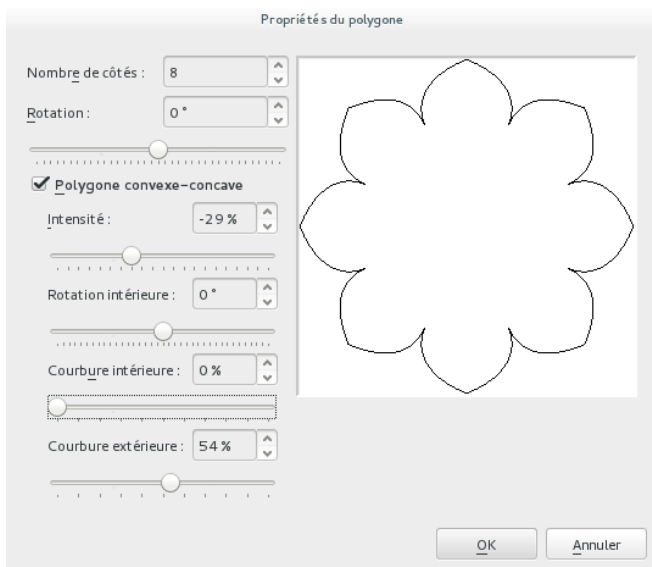 Propriétés du polygone
Nombre de côtés : 8
Rotation : 0 °
Polygone convexe-concave
Intensité : -29 %
Rotation intérieure : 0 °
Courbure intérieure : 0 %
Courbure extérieure : 54 %
OK Annuler